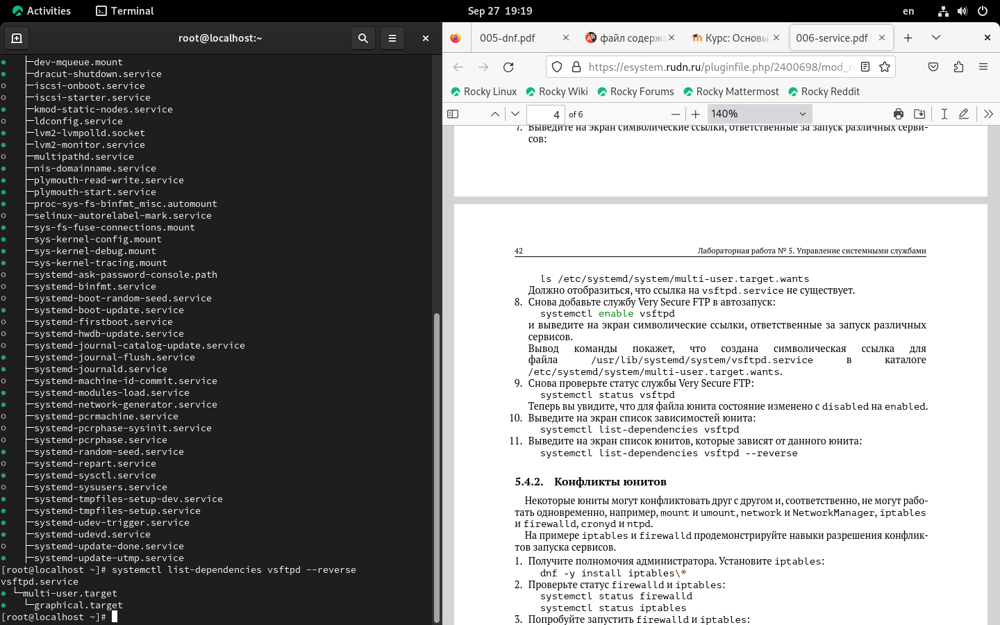 Activities
Terminal
Sep 27 19:19
en
root@localhost:~
dev-mqueue.mount
dracut-shutdown.service
iscsi-onboot.service
iscsi-starter.service
kmod-static-nodes.service
ldconfig.service
lvm2-lvmpolld.socket
lvm2-monitor.service
multipathd.service
nis-domainname.service
plymouth-read-write.service
plymouth-start.service
proc-sys-fs-binfmt_misc.automount
selinux-autorelabel-mark.service
sys-fs-fuse-connections.mount
sys-kernel-config.mount
sys-kernel-debug.mount
sys-kernel-tracing.mount
systemd-ask-password-console.path
systemd-binfmt.service
systemd-boot-random-seed.service
systemd-boot-update.service
systemd-firstboot.service
systemd-hwdb-update.service
systemd-journal-catalog-update.service
systemd-journal-flush.service
systemd-journald.service
systemd-machine-id-commit.service
systemd-modules-load.service
systemd-network-generator.service
systemd-pcrmachine.service
systemd-pcrphase-sysinit.service
systemd-pcrphase.service
systemd-random-seed.service
systemd-repart.service
systemd-sysctl.service
systemd-sysusers.service
systemd-tmpfiles-setup-dev.service
systemd-tmpfiles-setup.service
systemd-udev-trigger.service
systemd-udevd.service
systemd-update-done.service
systemd-update-utmp.service
[root@localhost ~]# systemctl list-dependencies vsftpd --reverse
vsftpd.service
multi-user.target
graphical.target
[root@localhost ~]#
005-dnf.pdf
файл содержа
Курс: Основы
006-service.pdf
https://esystem.rudn.ru/pluginfile.php/2400698/mod_r
Rocky Linux
Rocky Wiki
Rocky Forums
Rocky Mattermost
Rocky Reddit
4 of 6
140%
7. Выведите на экран символические ссылки, ответственные за запуск различных серви-
сов:
42 Лабораторная работа № 5. Управление системными службами
ls /etc/systemd/system/multi-user.target.wants
Должно отобразиться, что ссылка на vsftpd.service не существует.
8. Снова добавьте службу Very Secure FTP в автозапуск:
systemctl enable vsftpd
и выведите на экран символические ссылки, ответственные за запуск различных
сервисов.
Вывод команды покажет, что создана символическая ссылка для
файла /usr/lib/systemd/system/vsftpd.service в каталоге
/etc/systemd/system/multi-user.target.wants.
9. Снова проверьте статус службы Very Secure FTP:
systemctl status vsftpd
Теперь вы увидите, что для файла юнита состояние изменено с disabled на enabled.
10. Выведите на экран список зависимостей юнита:
systemctl list-dependencies vsftpd
11. Выведите на экран список юнитов, которые зависят от данного юнита:
systemctl list-dependencies vsftpd --reverse
5.4.2. Конфликты юнитов
Некоторые юниты могут конфликтовать друг с другом и, соответственно, не могут рабо-
тать одновременно, например, mount и umount, network и NetworkManager, iptables
и firewalld, cronyd и ntpd.
На примере iptables и firewalld продемонстрируйте навыки разрешения конфлик-
тов запуска сервисов.
1. Получите полномочия администратора. Установите iptables:
dnf -y install iptables\*
2. Проверьте статус firewalld и iptables:
systemctl status firewalld
systemctl status iptables
3. Попробуйте запустить firewalld и iptables: